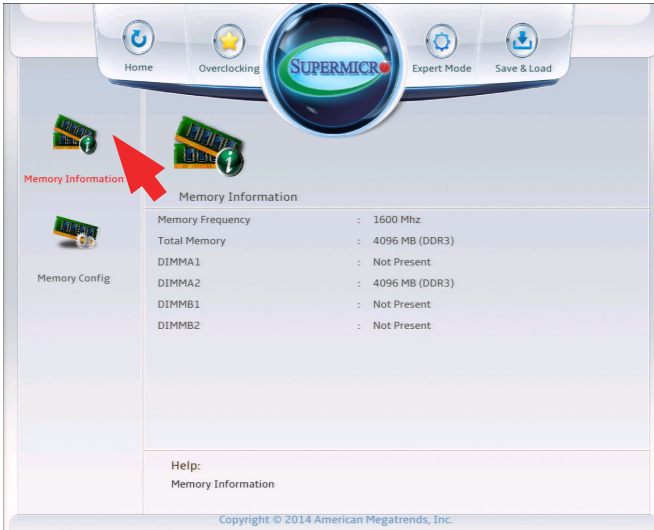 Home
Overclocking
SUPERMICRO
Expert Mode
Save & Load
Memory Information
Memory Config
Memory Information
Memory Frequency : 1600 Mhz
Total Memory : 4096 MB (DDR3)
DIMMA1 : Not Present
DIMMA2 : 4096 MB (DDR3)
DIMMB1 : Not Present
DIMMB2 : Not Present
Help:
Memory Information
Copyright © 2014 American Megatrends, Inc.